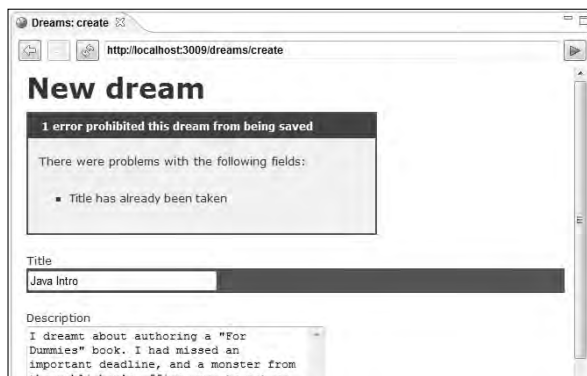 Dreams: create
http://localhost:3009/dreams/create
New dream
1 error prohibited this dream from being saved
There were problems with the following fields:
Title has already been taken
Title
Java Intro
Description
I dreamt about authoring a "For
Dummies" book. I had missed an
important deadline, and a monster from